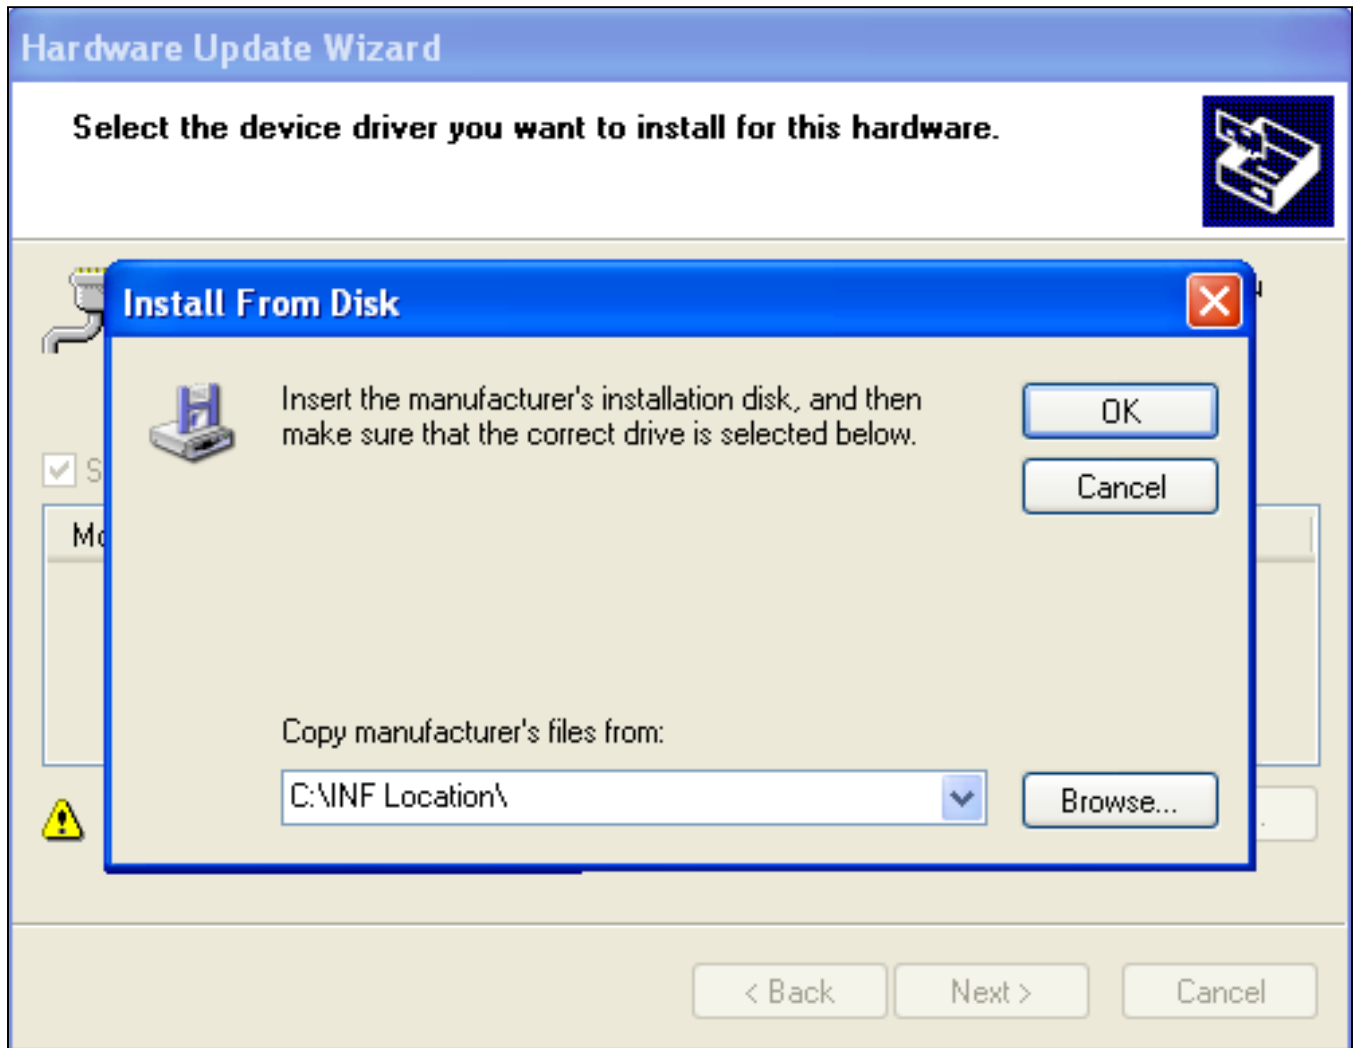 Hardware Update Wizard
Select the device driver you want to install for this hardware.
Install From Disk
Insert the manufacturer's installation disk, and then
make sure that the correct drive is selected below.
OK
Cancel
Copy manufacturer's files from:
C:\INF Location\
Browse...
< Back
Next >
Cancel